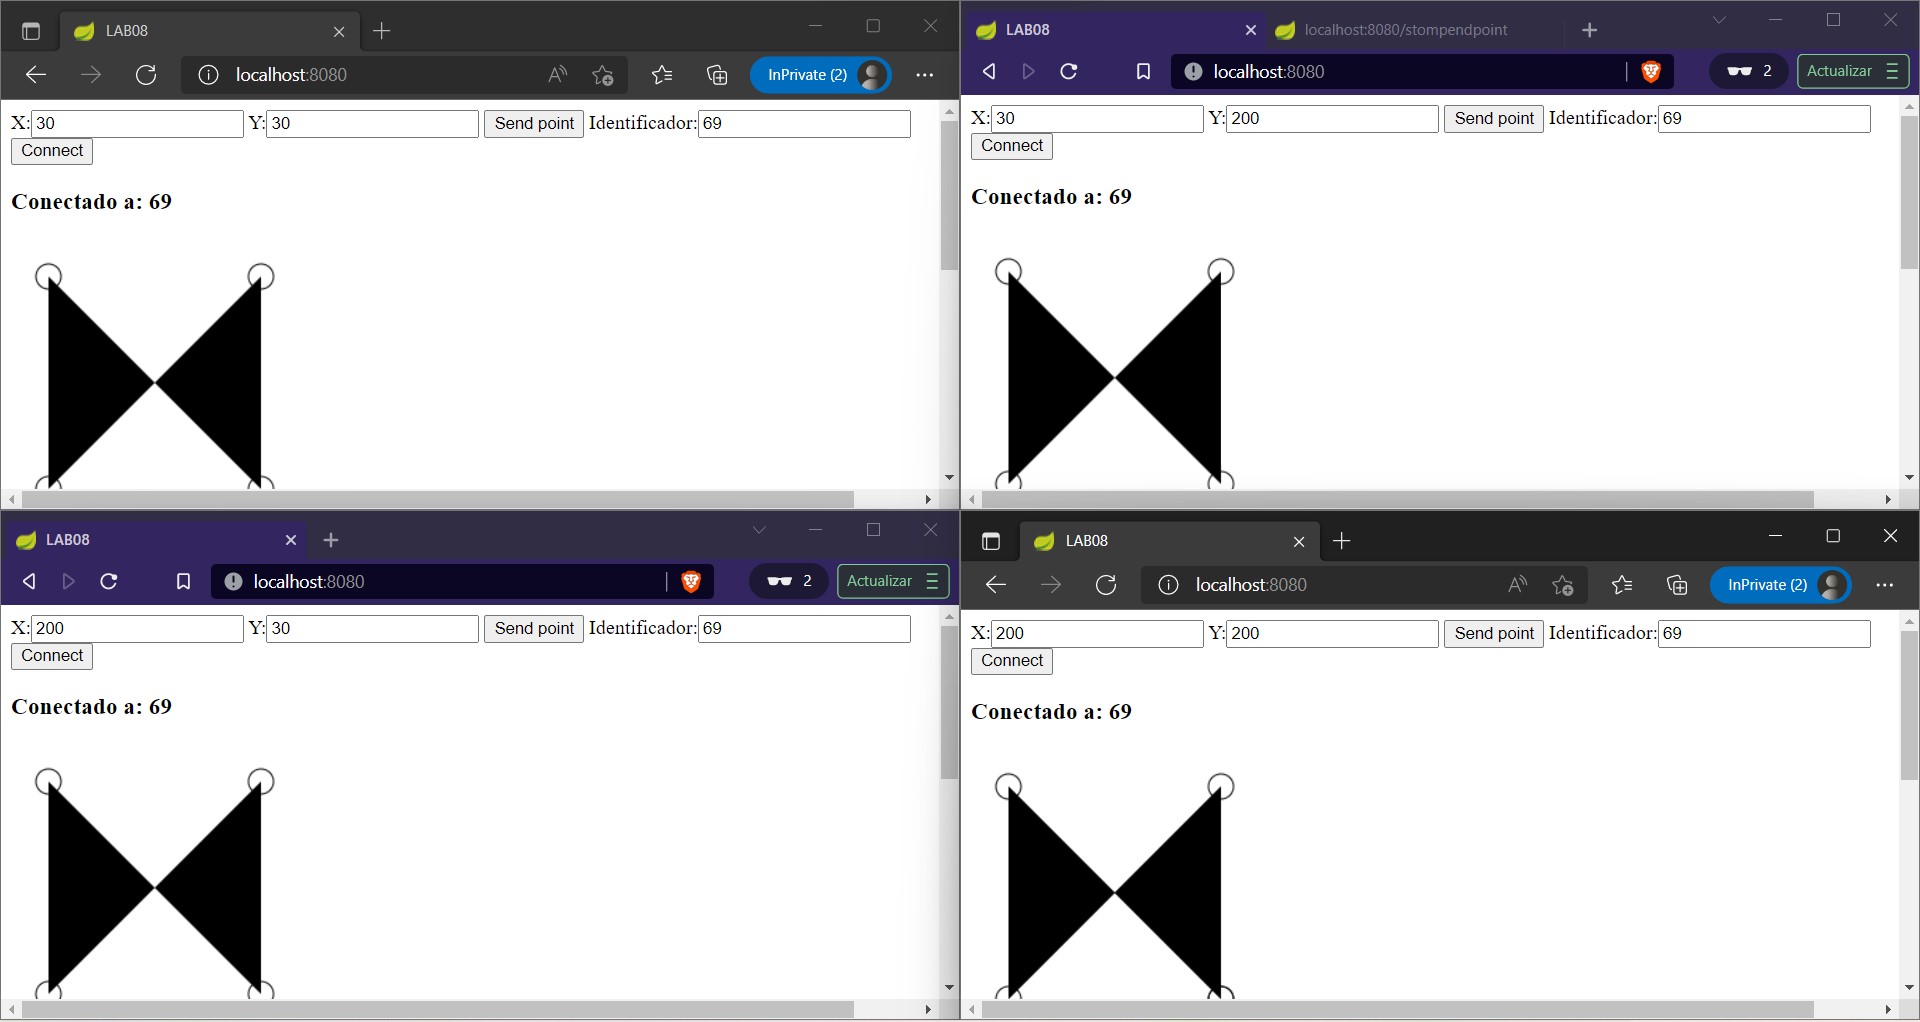 LAB08
localhost:8080
InPrivate (2)
X: 30 Y: 30 Send point Identificador: 69
Connect
Conectado a: 69
LAB08 localhost:8080/stompendpoint
localhost:8080 2 Actualizar
X: 30 Y: 200 Send point Identificador: 69
Connect
Conectado a: 69
LAB08
localhost:8080 2 Actualizar
X: 200 Y: 30 Send point Identificador: 69
Connect
Conectado a: 69
LAB08
localhost:8080
InPrivate (2)
X: 200 Y: 200 Send point Identificador: 69
Connect
Conectado a: 69